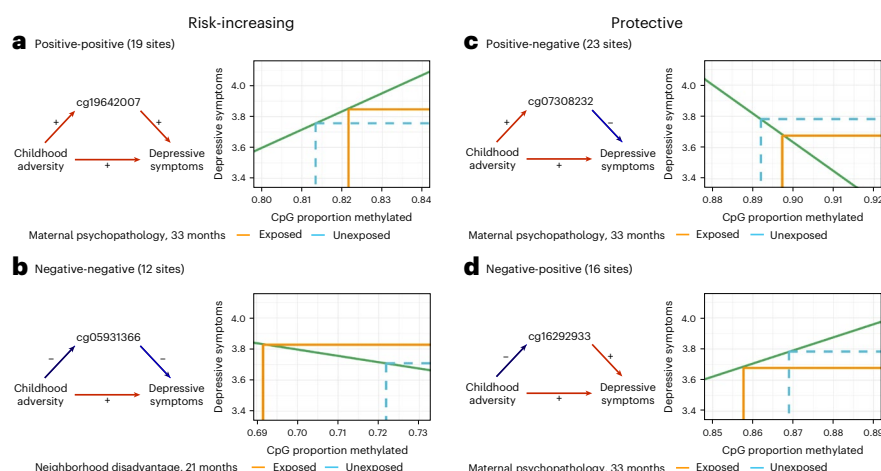 Risk-increasing
Protective
a Positive-positive (19 sites)
cg19642007
+
+
Childhood adversity
+
Depressive symptoms
Depressive symptoms
4.0
3.8
3.6
3.4
0.80 0.81 0.82 0.83 0.84
CpG proportion methylated
Maternal psychopathology, 33 months Exposed Unexposed
c Positive-negative (23 sites)
cg07308232
+
–
Childhood adversity
+
Depressive symptoms
Depressive symptoms
4.0
3.8
3.6
3.4
0.88 0.89 0.90 0.91 0.92
CpG proportion methylated
Maternal psychopathology, 33 months Exposed Unexposed
b Negative-negative (12 sites)
cg05931366
–
–
Childhood adversity
+
Depressive symptoms
Depressive symptoms
4.0
3.8
3.6
3.4
0.69 0.70 0.71 0.72 0.73
CpG proportion methylated
Neighborhood disadvantage, 21 months Exposed Unexposed
d Negative-positive (16 sites)
cg16292933
–
+
Childhood adversity
+
Depressive symptoms
Depressive symptoms
4.0
3.8
3.6
3.4
0.85 0.86 0.87 0.88 0.89
CpG proportion methylated
Maternal psychopathology, 33 months Exposed Unexposed